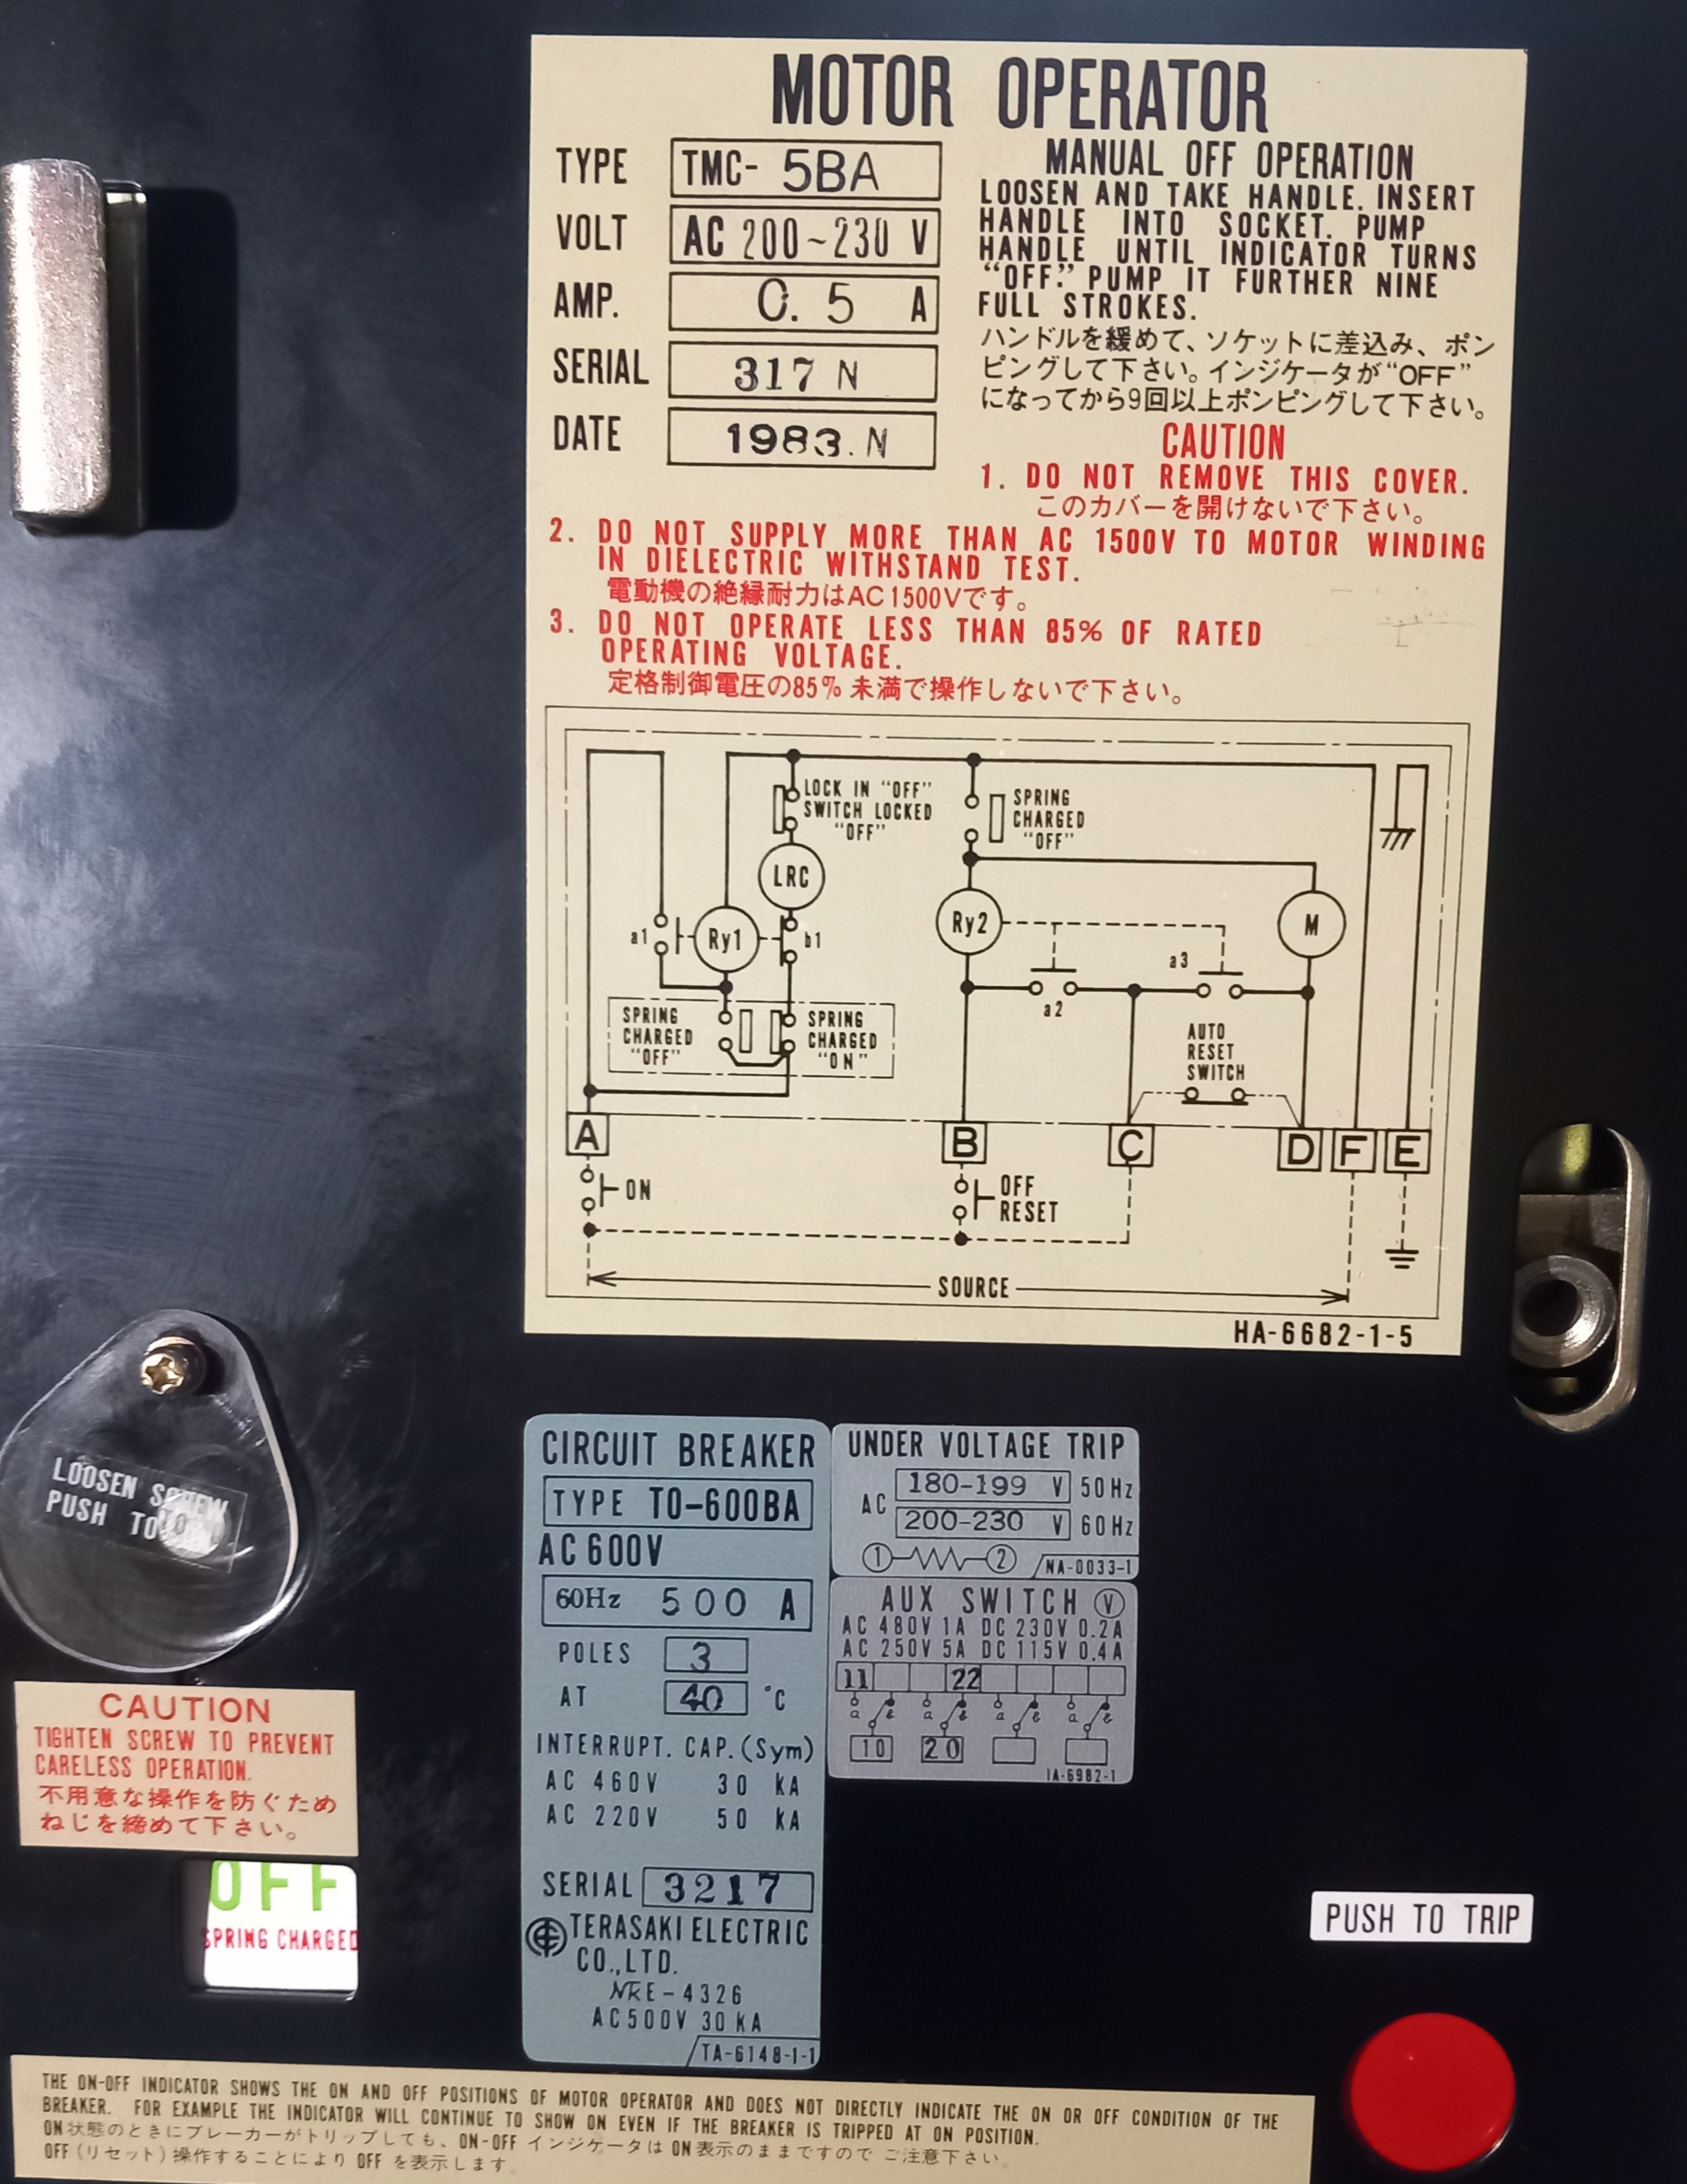 MOTOR OPERATOR
TYPE TMC- 5BA
VOLT AC 200~230 V
AMP. 0.5 A
SERIAL 317 N
DATE 1983.N
MANUAL OFF OPERATION
LOOSEN AND TAKE HANDLE. INSERT
HANDLE INTO SOCKET. PUMP
HANDLE UNTIL INDICATOR TURNS
“OFF.” PUMP IT FURTHER NINE
FULL STROKES.
ハンドルを緩めて、ソケットに差込み、ポン
ピングして下さい。インジケータが“OFF”
になってから9回以上ポンピングして下さい。
CAUTION
1. DO NOT REMOVE THIS COVER.
このカバーを開けないで下さい。
2. DO NOT SUPPLY MORE THAN AC 1500V TO MOTOR WINDING
IN DIELECTRIC WITHSTAND TEST.
電動機の絶縁耐力はAC1500Vです。
3. DO NOT OPERATE LESS THAN 85% OF RATED
OPERATING VOLTAGE.
定格制御電圧の85%未満で操作しないで下さい。
LOCK IN “OFF”
SWITCH LOCKED
“OFF”
SPRING
CHARGED
“OFF”
LRC
a1
Ry1
b1
Ry2
M
a3
a2
SPRING
CHARGED
“OFF”
SPRING
CHARGED
“ON”
AUTO
RESET
SWITCH
A
B
C
D
F
E
ON
OFF
RESET
SOURCE
HA-6682-1-5
LOOSEN SCREW
PUSH TO
CAUTION
TIGHTEN SCREW TO PREVENT
CARELESS OPERATION.
不用意な操作を防ぐため
ねじを締めて下さい。
OFF
SPRING CHARGED
CIRCUIT BREAKER
TYPE TO-600BA
AC 600V
60Hz 500 A
POLES 3
AT 40 °C
INTERRUPT. CAP. (Sym)
AC 460V 30 kA
AC 220V 50 kA
SERIAL 3217
TERASAKI ELECTRIC
CO.,LTD.
NKE-4326
AC500V 30 KA
TA-6148-1-1
UNDER VOLTAGE TRIP
AC 180-199 V 50Hz
200-230 V 60Hz
1 2 NA-0033-1
AUX SWITCH V
AC 480V 1A DC 230V 0.2A
AC 250V 5A DC 115V 0.4A
11 22
a b a b a b a b
10 20
IA-6982-1
PUSH TO TRIP
THE ON-OFF INDICATOR SHOWS THE ON AND OFF POSITIONS OF MOTOR OPERATOR AND DOES NOT DIRECTLY INDICATE THE ON OR OFF CONDITION OF THE
BREAKER. FOR EXAMPLE THE INDICATOR WILL CONTINUE TO SHOW ON EVEN IF THE BREAKER IS TRIPPED AT ON POSITION.
ON状態のときにブレーカーがトリップしても、ON-OFF インジケータは ON 表示のままですので ご注意下さい。
OFF (リセット) 操作することにより OFF を表示します。